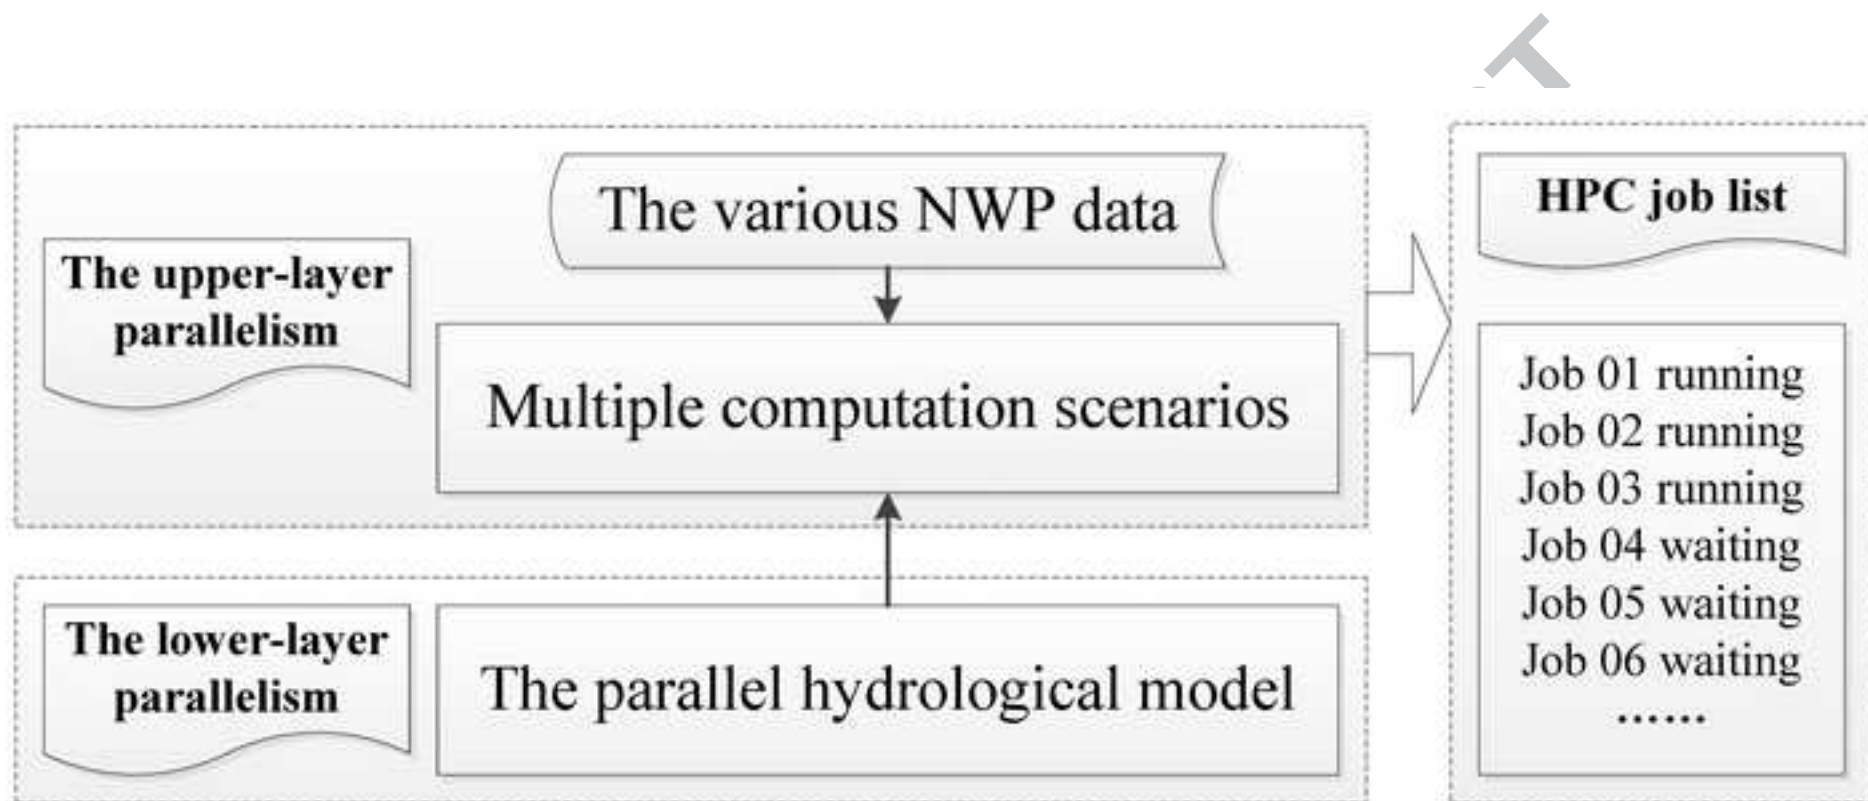 The various NWP data
The upper-layer
parallelism
Multiple computation scenarios
The lower-layer
parallelism
The parallel hydrological model
HPC job list
Job 01 running
Job 02 running
Job 03 running
Job 04 waiting
Job 05 waiting
Job 06 waiting
......